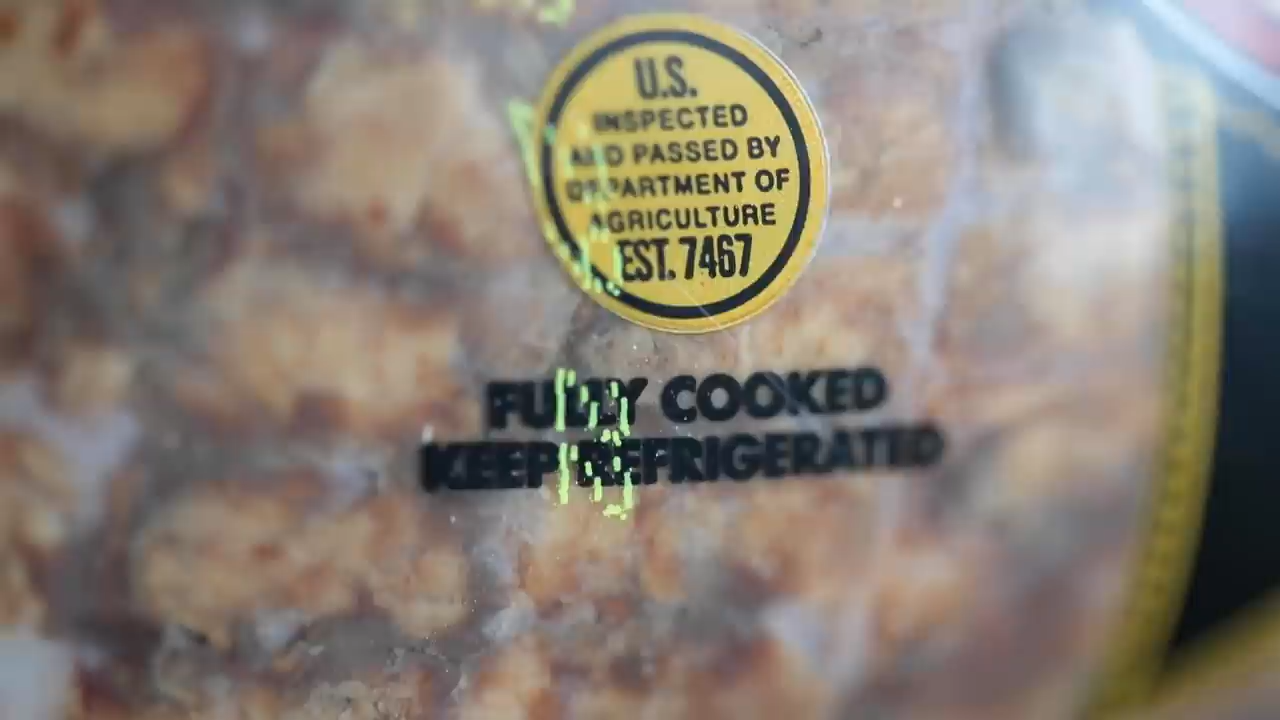 U.S.
INSPECTED
AND PASSED BY
DEPARTMENT OF
AGRICULTURE
EST. 7467
FULLY COOKED
KEEP REFRIGERATED